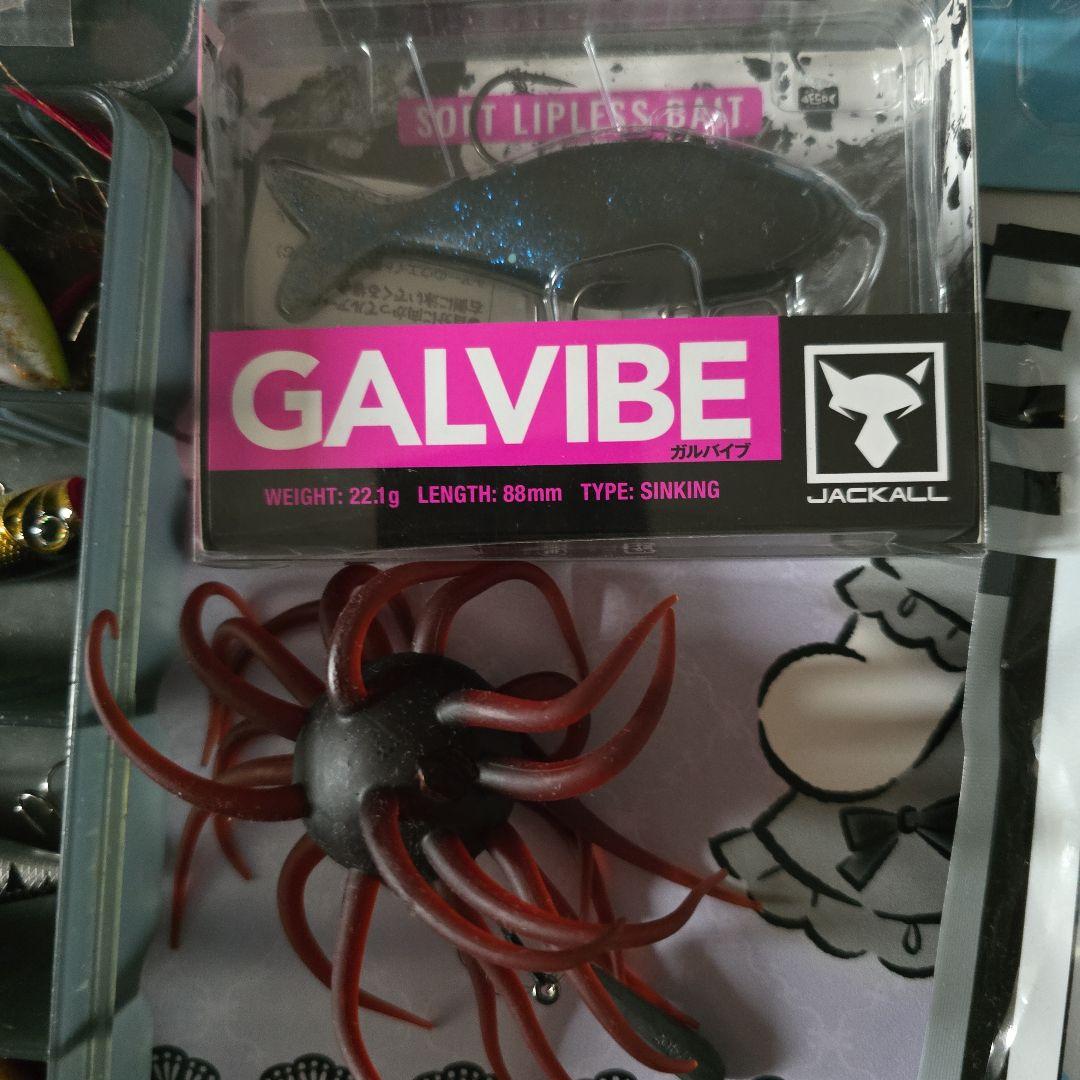 SOFT LIPLESS BAIT
GALVIBE
ガルバイブ
WEIGHT: 22.1g LENGTH: 88mm TYPE: SINKING
JACKALL